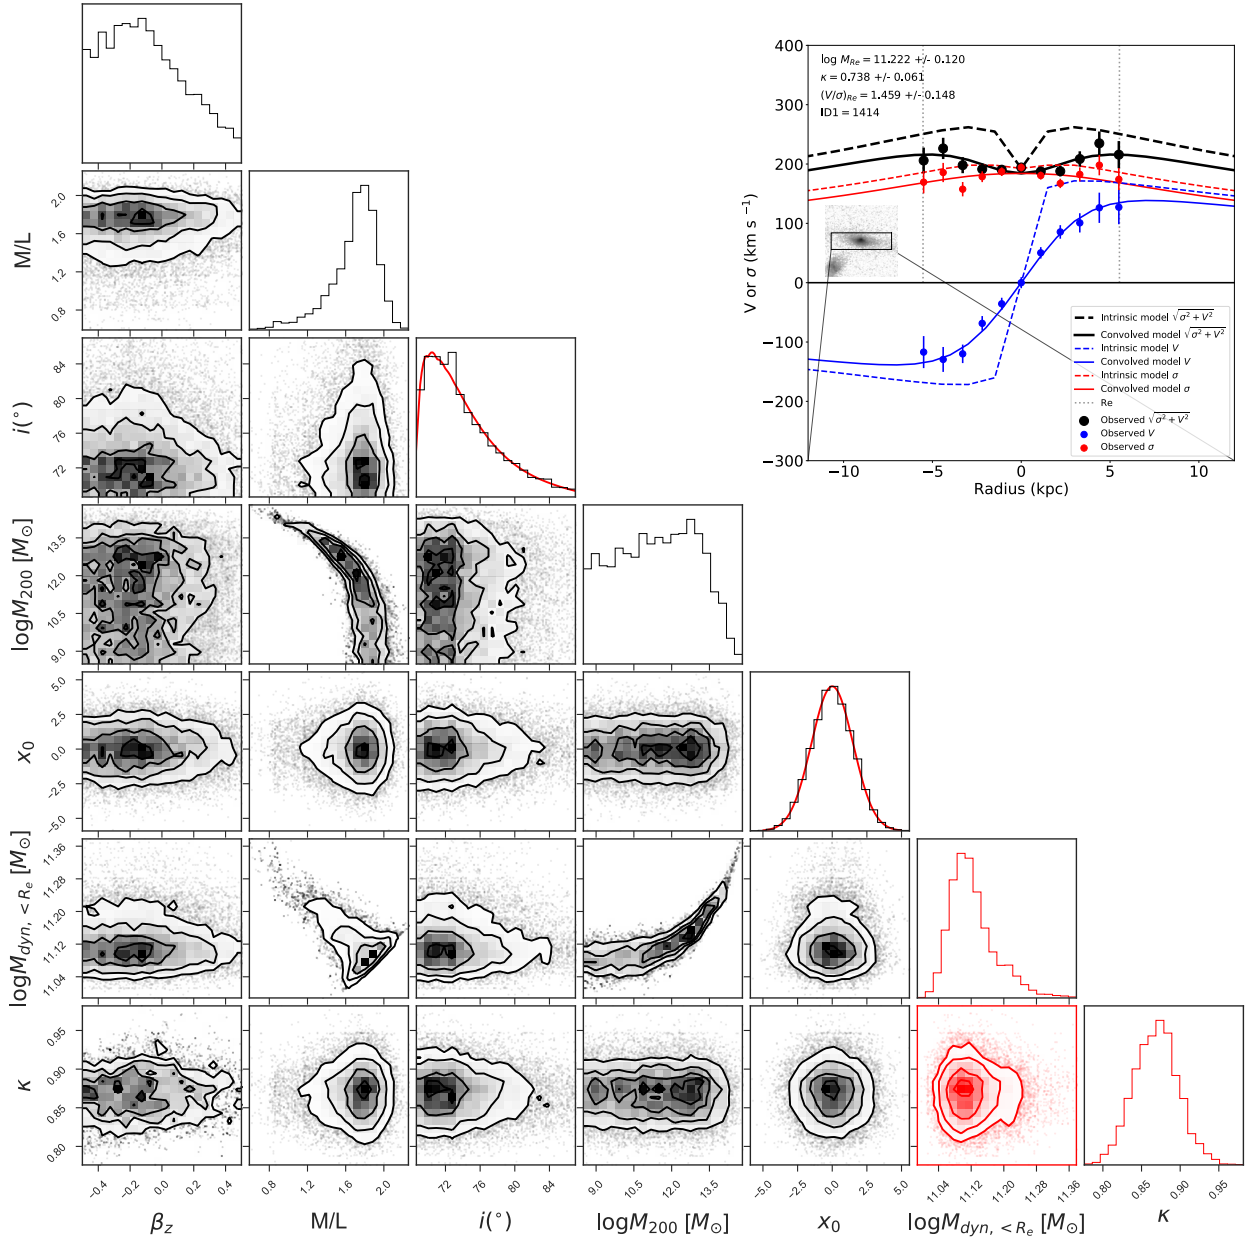 400
300
200
100
0
−100
−200
−300
V or σ (km s⁻¹)
−10
−5
0
5
10
Radius (kpc)
log M_Re = 11.222 +/- 0.120
κ = 0.738 +/- 0.061
(V/σ)_Re = 1.459 +/- 0.148
ID1 = 1414
Intrinsic model √σ² + V²
Convolved model √σ² + V²
Intrinsic model V
Convolved model V
Intrinsic model σ
Convolved model σ
Re
Observed √σ² + V²
Observed V
Observed σ
M/L
2.0
1.6
1.2
0.8
i(°)
84
80
76
72
logM₂₀₀ [M⊙]
13.5
12.0
10.5
9.0
x₀
5.0
2.5
0.0
−2.5
−5.0
logM_dyn, <R_e [M⊙]
11.36
11.28
11.20
11.12
11.04
κ
0.95
0.90
0.85
0.80
−0.4
−0.2
0.0
0.2
0.4
β_z
0.8
1.2
1.6
2.0
M/L
72
76
80
84
i(°)
9.0
10.5
12.0
13.5
logM₂₀₀ [M⊙]
−5.0
−2.5
0.0
2.5
5.0
x₀
11.04
11.12
11.20
11.28
11.36
logM_dyn, <R_e [M⊙]
0.80
0.85
0.90
0.95
κ